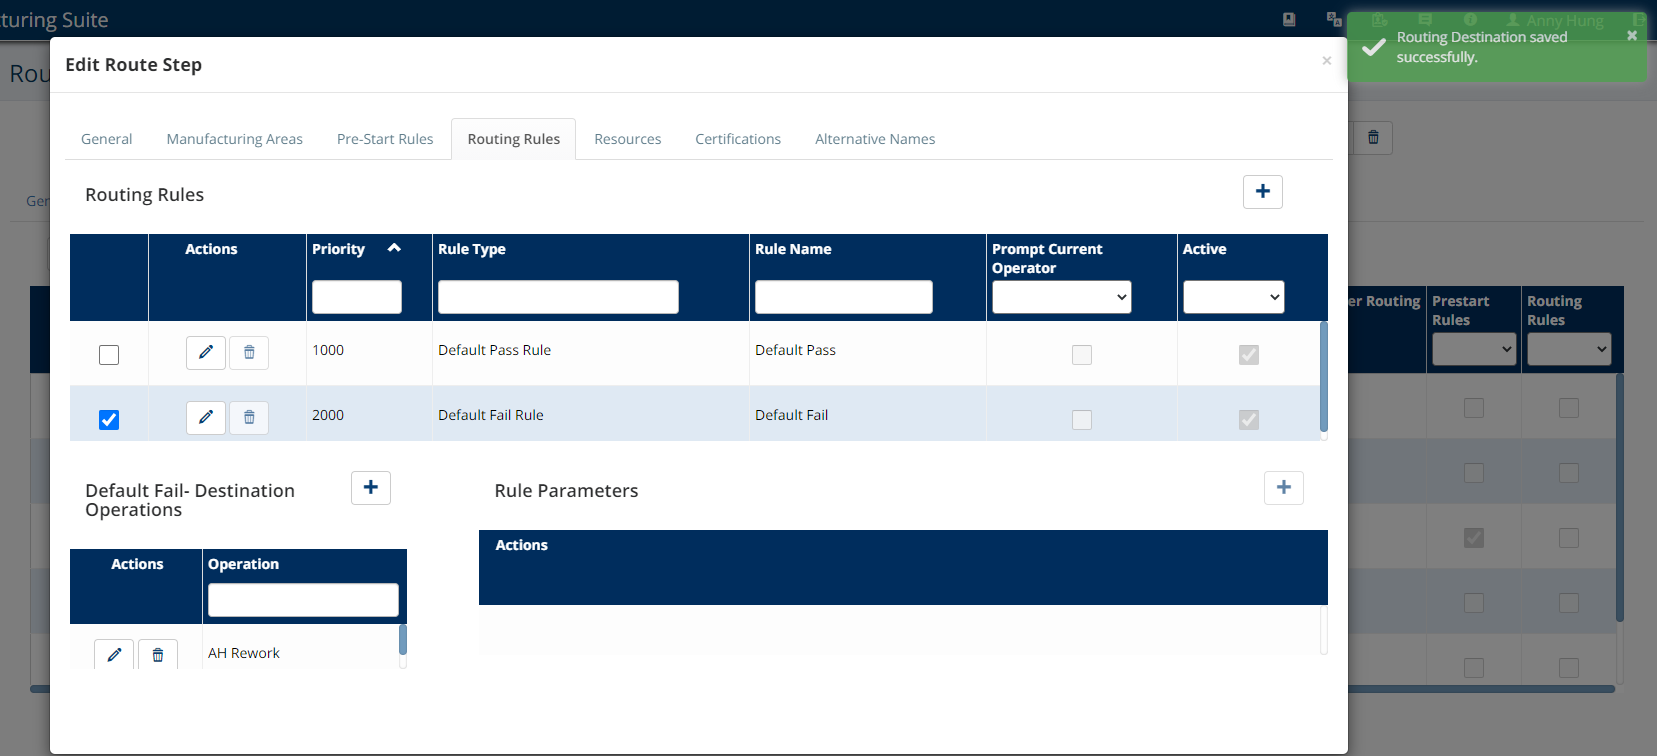 turing Suite
Anny Hung
Routing Destination saved
successfully.
×
Rou
Edit Route Step
×
General
Manufacturing Areas
Pre-Start Rules
Routing Rules
Resources
Certifications
Alternative Names
Gen
Routing Rules
Actions
Priority
Rule Type
Rule Name
Prompt Current
Operator
Active
1000
Default Pass Rule
Default Pass
2000
Default Fail Rule
Default Fail
er Routing
Prestart
Rules
Routing
Rules
Default Fail- Destination
Operations
Rule Parameters
Actions
Operation
Actions
AH Rework